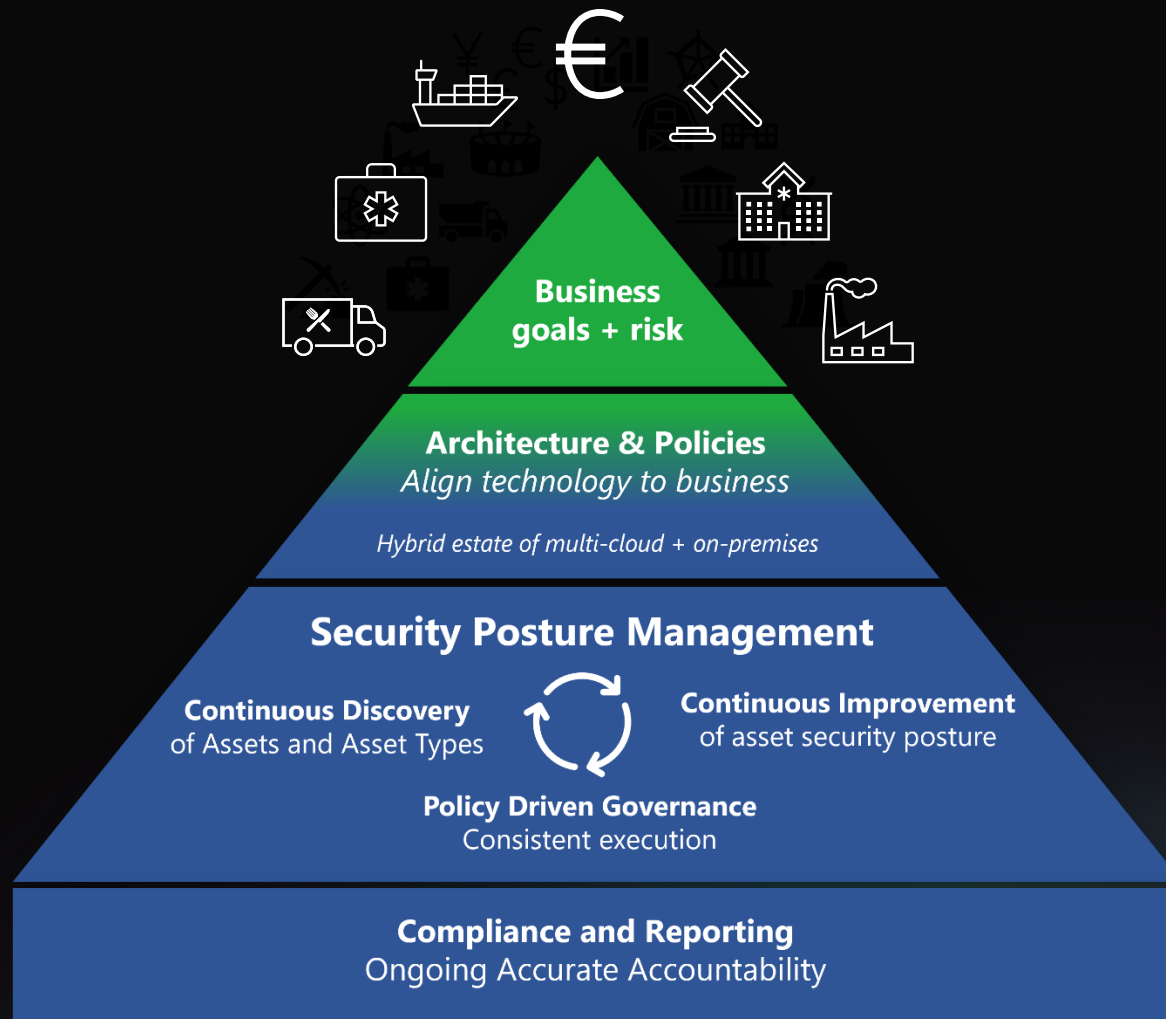 €
Business
goals + risk
Architecture & Policies
Align technology to business
Hybrid estate of multi-cloud + on-premises
Security Posture Management
Continuous Discovery
of Assets and Asset Types
Continuous Improvement
of asset security posture
Policy Driven Governance
Consistent execution
Compliance and Reporting
Ongoing Accurate Accountability